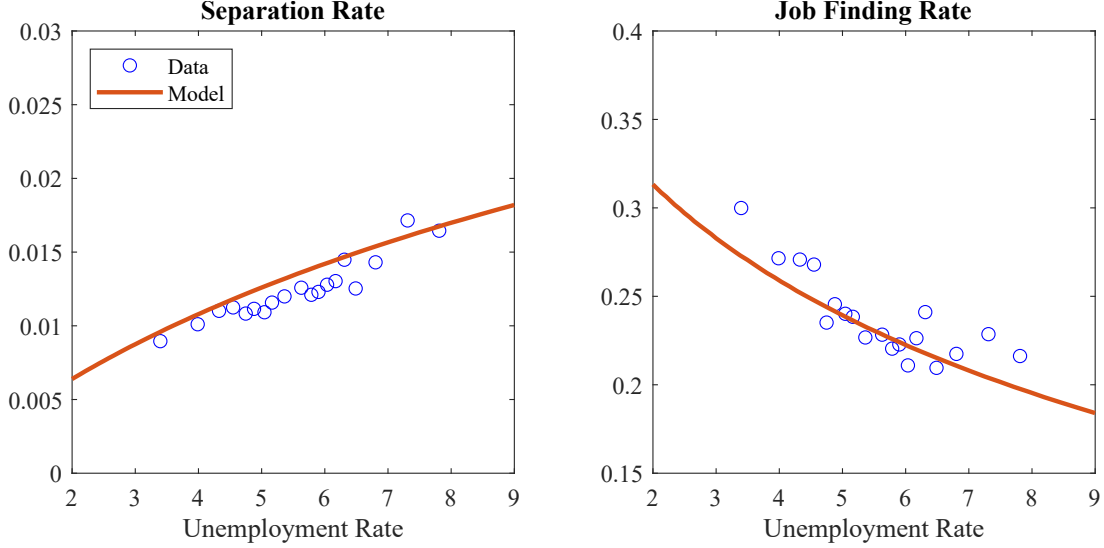 Separation Rate
0.03
0.025
0.02
0.015
0.01
0.005
0
Data
Model
2 3 4 5 6 7 8 9
Unemployment Rate
Job Finding Rate
0.4
0.35
0.3
0.25
0.2
0.15
2 3 4 5 6 7 8 9
Unemployment Rate